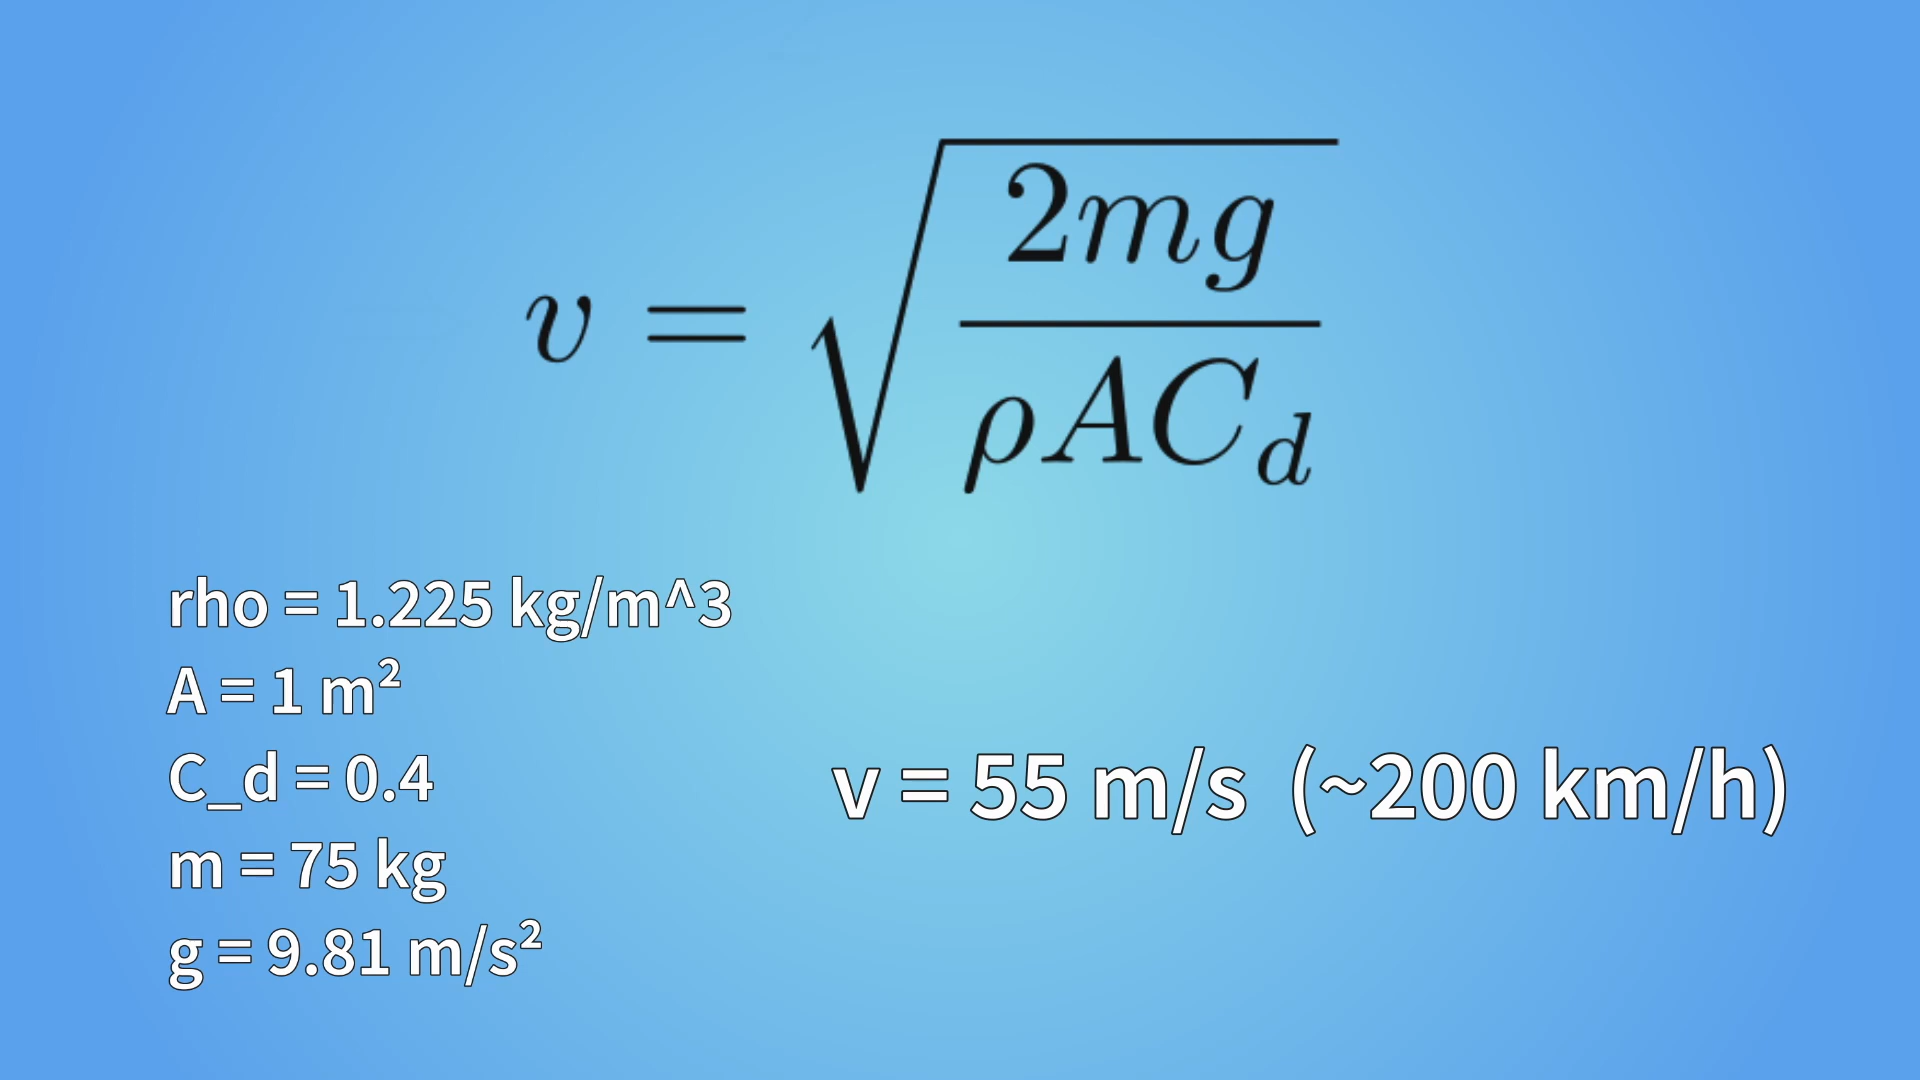 v = √(2mg / ρAC_d)
rho = 1.225 kg/m^3
A = 1 m²
C_d = 0.4
m = 75 kg
g = 9.81 m/s²
v = 55 m/s (~200 km/h)